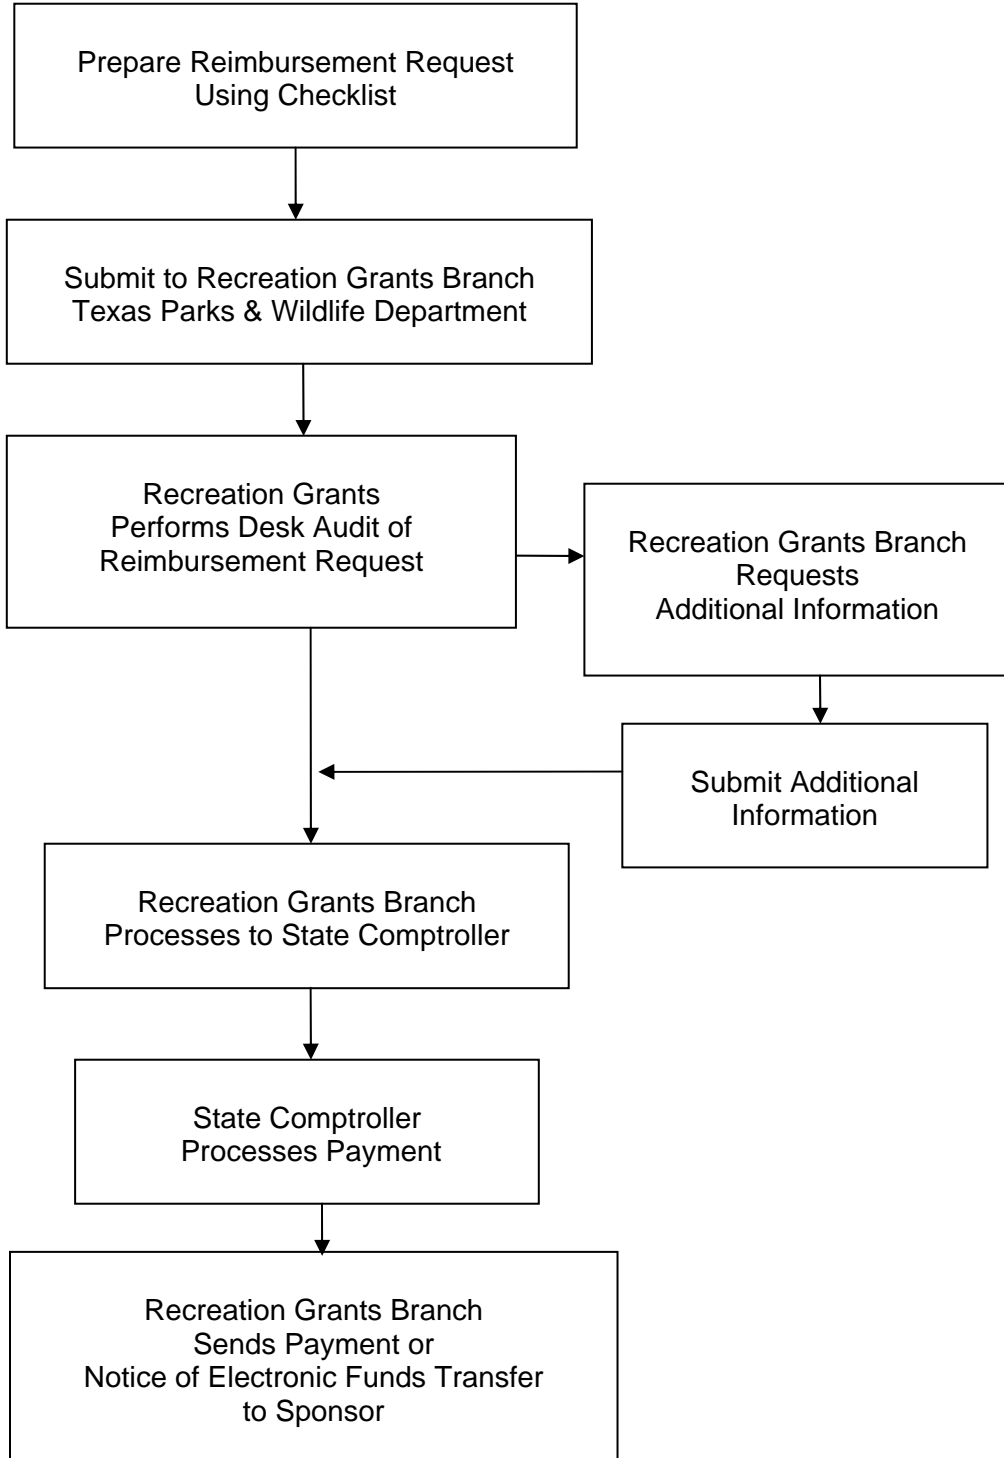 Prepare Reimbursement Request
Using Checklist
Submit to Recreation Grants Branch
Texas Parks & Wildlife Department
Recreation Grants
Performs Desk Audit of
Reimbursement Request
Recreation Grants Branch
Requests
Additional Information
Submit Additional
Information
Recreation Grants Branch
Processes to State Comptroller
State Comptroller
Processes Payment
Recreation Grants Branch
Sends Payment or
Notice of Electronic Funds Transfer
to Sponsor